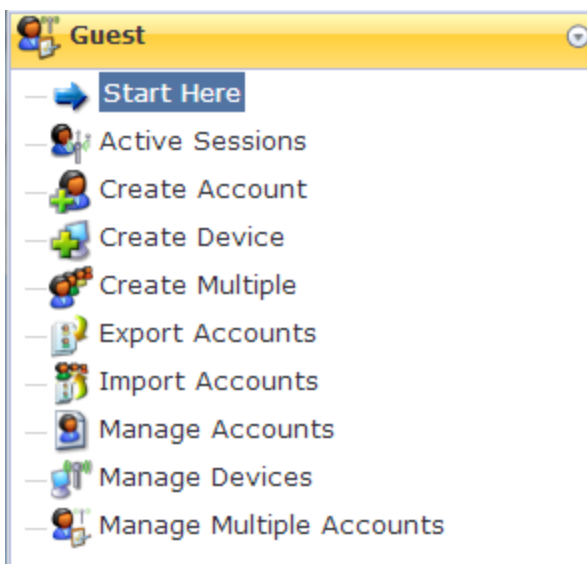 Guest
Start Here
Active Sessions
Create Account
Create Device
Create Multiple
Export Accounts
Import Accounts
Manage Accounts
Manage Devices
Manage Multiple Accounts